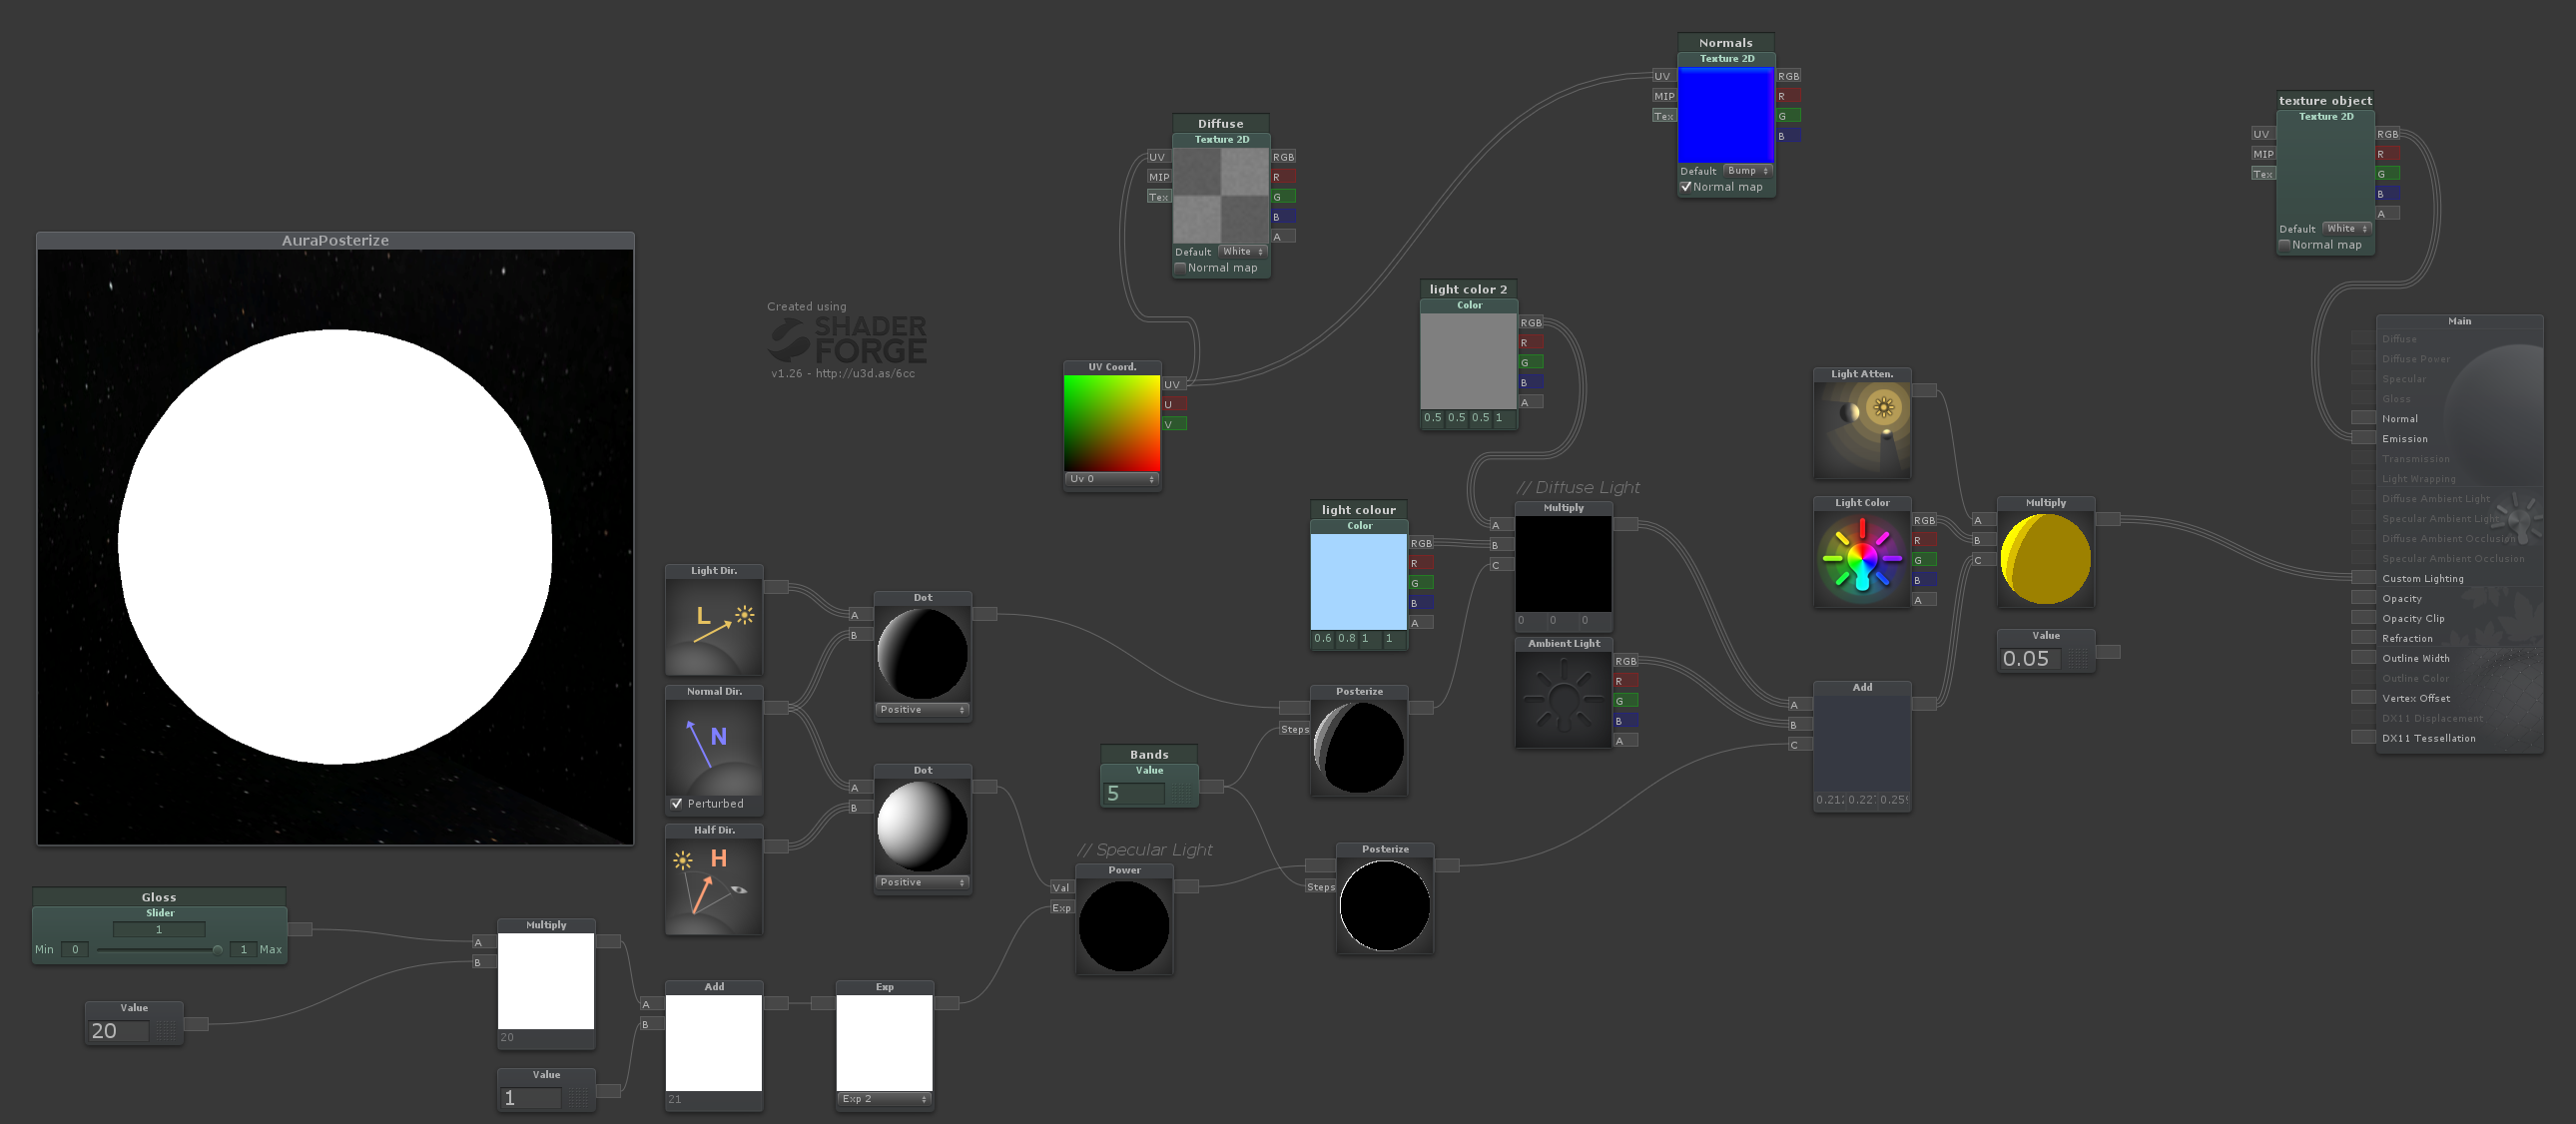 Normals
Texture 2D
UV
MIP
Tex
RGB
R
G
B
Default Bump
Normal map
texture object
Texture 2D
UV
MIP
Tex
RGB
R
G
B
A
Default White
Normal map
Diffuse
Texture 2D
UV
MIP
Tex
RGB
R
G
B
A
Default White
Normal map
AuraPosterize
Created using
SHADER
FORGE
v1.26 - http://u3d.as/6cc
UV Coord.
UV
U
V
Uv 0
light color 2
Color
RGB
R
G
B
A
0.5 0.5 0.5 1
Main
Diffuse
Diffuse Power
Specular
Gloss
Normal
Emission
Transmission
Light Wrapping
Diffuse Ambient Light
Specular Ambient Light
Diffuse Ambient Occlusion
Specular Ambient Occlusion
Custom Lighting
Opacity
Opacity Clip
Refraction
Outline Width
Outline Color
Vertex Offset
DX11 Displacement
DX11 Tessellation
Light Atten.
Light Color
RGB
R
G
B
A
Multiply
A
B
C
Value
0.05
// Diffuse Light
Multiply
A
B
C
0 0 0
light colour
Color
RGB
R
G
B
A
0.6 0.8 1 1
Ambient Light
RGB
R
G
B
A
Add
A
B
C
Light Dir.
L
Normal Dir.
N
Perturbed
Half Dir.
H
Dot
A
B
Positive
Dot
A
B
Positive
Posterize
Steps
Bands
Value
5
// Specular Light
Power
Val
Exp
Posterize
Steps
Gloss
Slider
1
Min 0 1 Max
Value
20
Multiply
A
B
20
Value
1
Add
A
B
21
Exp
Exp 2